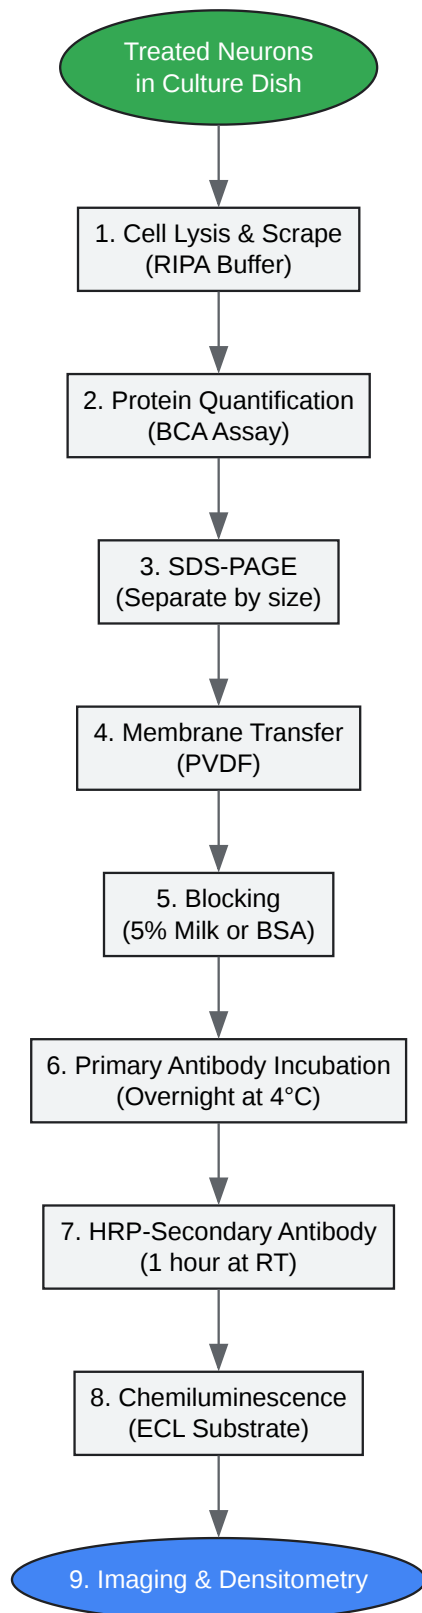 Treated Neurons
in Culture Dish
1. Cell Lysis & Scrape
(RIPA Buffer)
2. Protein Quantification
(BCA Assay)
3. SDS-PAGE
(Separate by size)
4. Membrane Transfer
(PVDF)
5. Blocking
(5% Milk or BSA)
6. Primary Antibody Incubation
(Overnight at 4°C)
7. HRP-Secondary Antibody
(1 hour at RT)
8. Chemiluminescence
(ECL Substrate)
9. Imaging & Densitometry